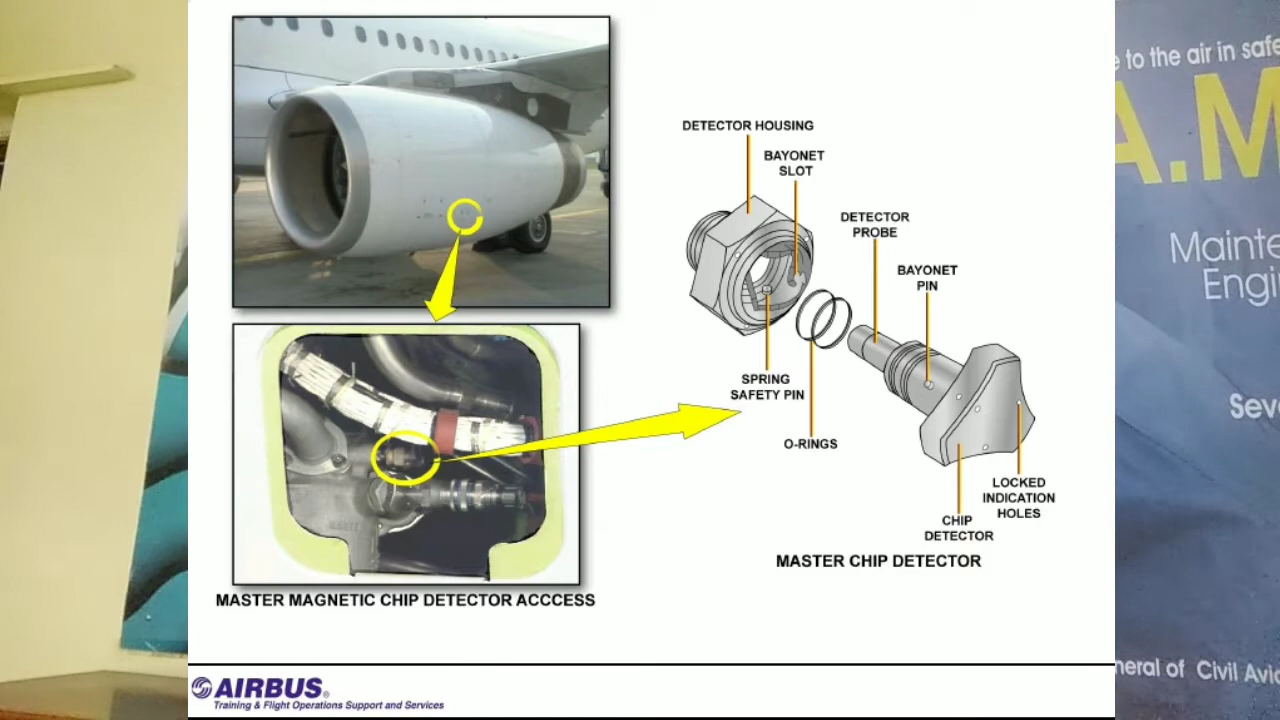 DETECTOR HOUSING
BAYONET
SLOT
DETECTOR
PROBE
BAYONET
PIN
SPRING
SAFETY PIN
O-RINGS
LOCKED
INDICATION
HOLES
CHIP
DETECTOR
MASTER CHIP DETECTOR
MASTER MAGNETIC CHIP DETECTOR ACCCESS
AIRBUS
Training & Flight Operations Support and Services
to the air in safe
A.M
Mainte
Engi
Sev
neral of Civil Avia